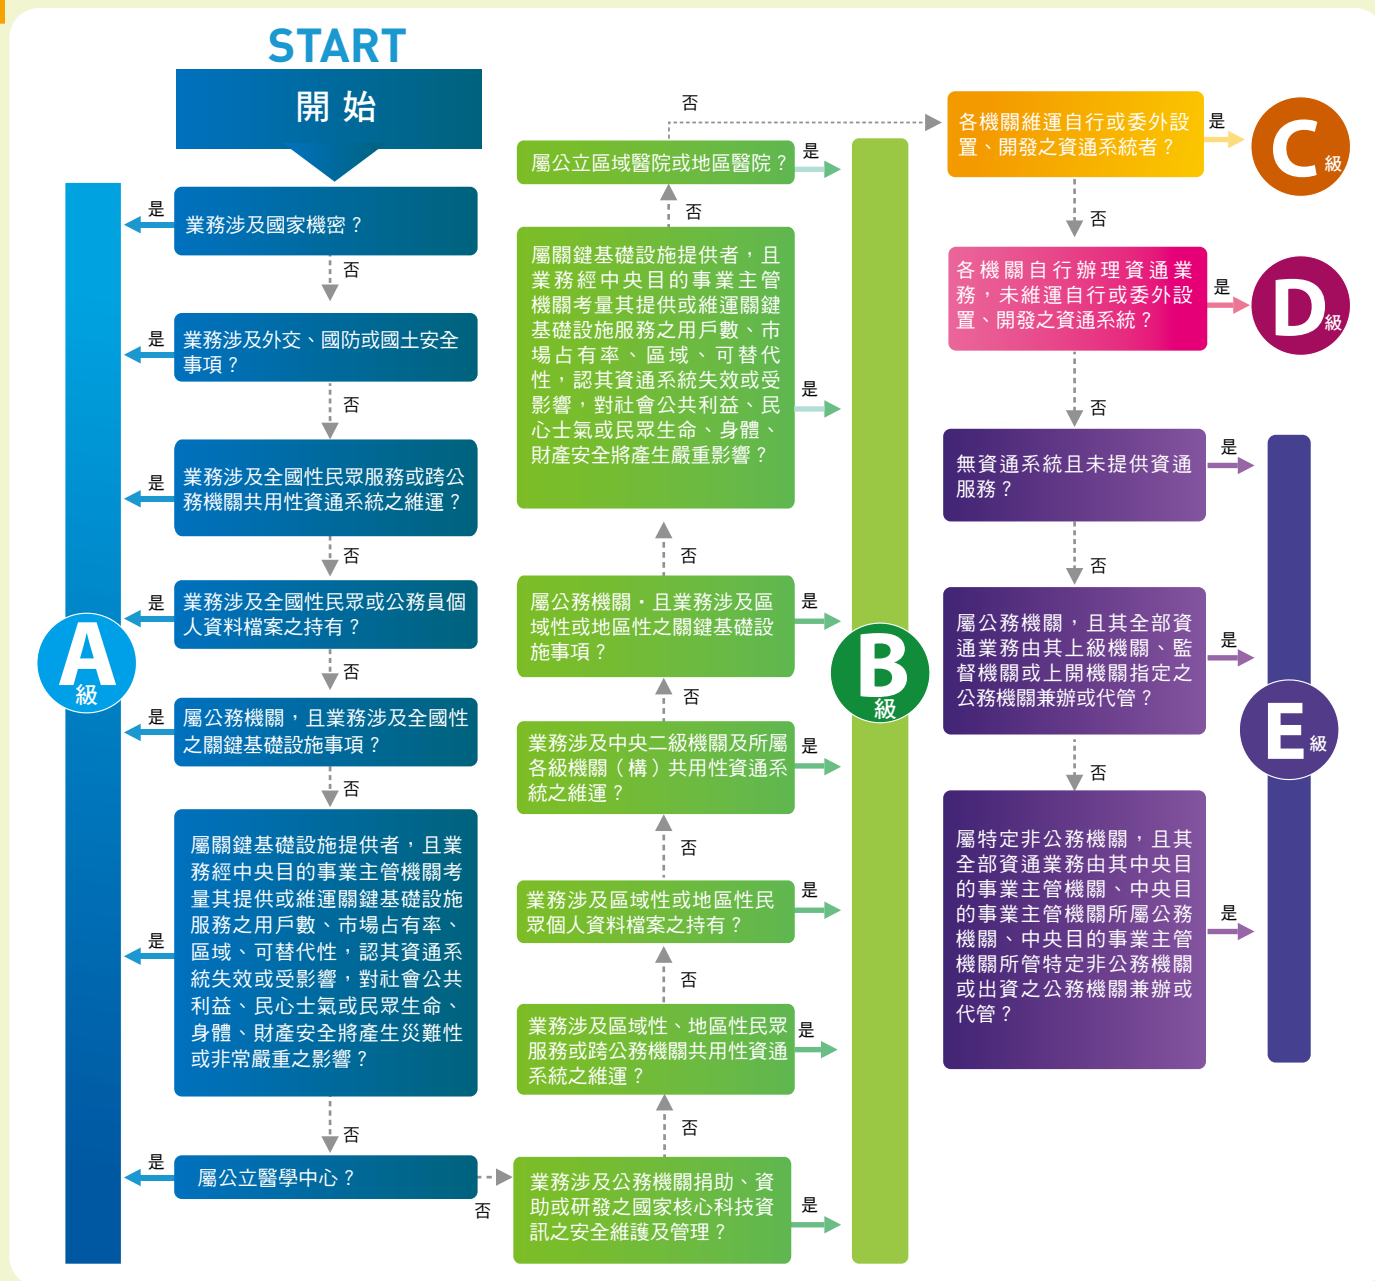 START
開始
是
業務涉及國家機密？
否
是
業務涉及外交、國防或國土安全
事項？
否
是
業務涉及全國性民眾服務或跨公
務機關共用性資通系統之維運？
否
是
業務涉及全國性民眾或公務員個
人資料檔案之持有？
否
A
級
是
屬公務機關，且業務涉及全國性
之關鍵基礎設施事項？
否
是
屬關鍵基礎設施提供者，且業
務經中央目的事業主管機關考
量其提供或維運關鍵基礎設施
服務之用戶數、市場占有率、
區域、可替代性，認其資通系
統失效或受影響，對社會公共
利益、民心士氣或民眾生命、
身體、財產安全將產生災難性
或非常嚴重之影響？
否
是
屬公立醫學中心？
否
業務涉及公務機關捐助、資
助或研發之國家核心科技資
訊之安全維護及管理？
是
否
業務涉及區域性、地區性民眾
服務或跨公務機關共用性資通
系統之維運？
是
否
業務涉及區域性或地區性民
眾個人資料檔案之持有？
是
否
業務涉及中央二級機關及所屬
各級機關（構）共用性資通系
統之維運？
是
否
屬公務機關・且業務涉及區
域性或地區性之關鍵基礎設
施事項？
是
B
級
否
屬關鍵基礎設施提供者，且
業務經中央目的事業主管
機關考量其提供或維運關鍵
基礎設施服務之用戶數、市
場占有率、區域、可替代
性，認其資通系統失效或受
影響，對社會公共利益、民
心士氣或民眾生命、身體、
財產安全將產生嚴重影響？
是
否
屬公立區域醫院或地區醫院？
是
否
各機關維運自行或委外設
置、開發之資通系統者？
是
C
級
否
各機關自行辦理資通業
務，未維運自行或委外設
置、開發之資通系統？
是
D
級
否
無資通系統且未提供資通
服務？
是
否
屬公務機關，且其全部資
通業務由其上級機關、監
督機關或上開機關指定之
公務機關兼辦或代管？
是
E
級
否
屬特定非公務機關，且其
全部資通業務由其中央目
的事業主管機關、中央目
的事業主管機關所屬公務
機關、中央目的事業主管
機關所管特定非公務機關
或出資之公務機關兼辦或
代管？
是